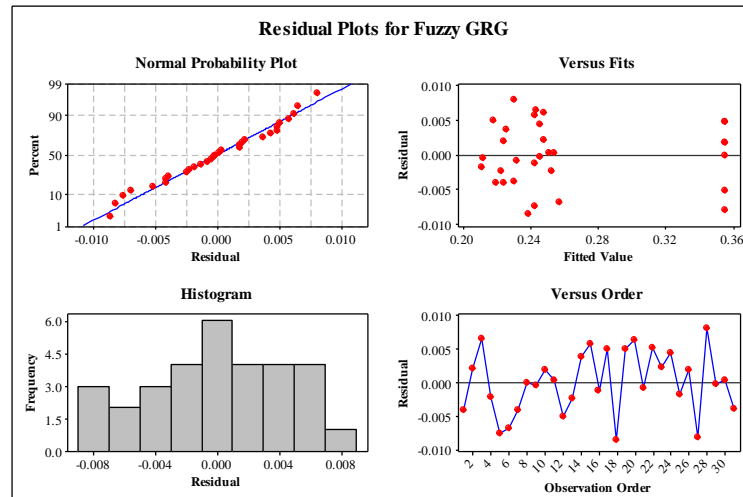 Residual Plots for Fuzzy GRG
Normal Probability Plot
99
90
50
10
1
Percent
-0.010
-0.005
0.000
0.005
0.010
Residual
Versus Fits
0.010
0.005
0.000
-0.005
-0.010
Residual
0.20
0.24
0.28
0.32
0.36
Fitted Value
Histogram
6.0
4.5
3.0
1.5
0.0
Frequency
-0.008
-0.004
0.000
0.004
0.008
Residual
Versus Order
0.010
0.005
0.000
-0.005
-0.010
Residual
2 4 6 8 10 12 14 16 18 20 22 24 26 28 30
Observation Order